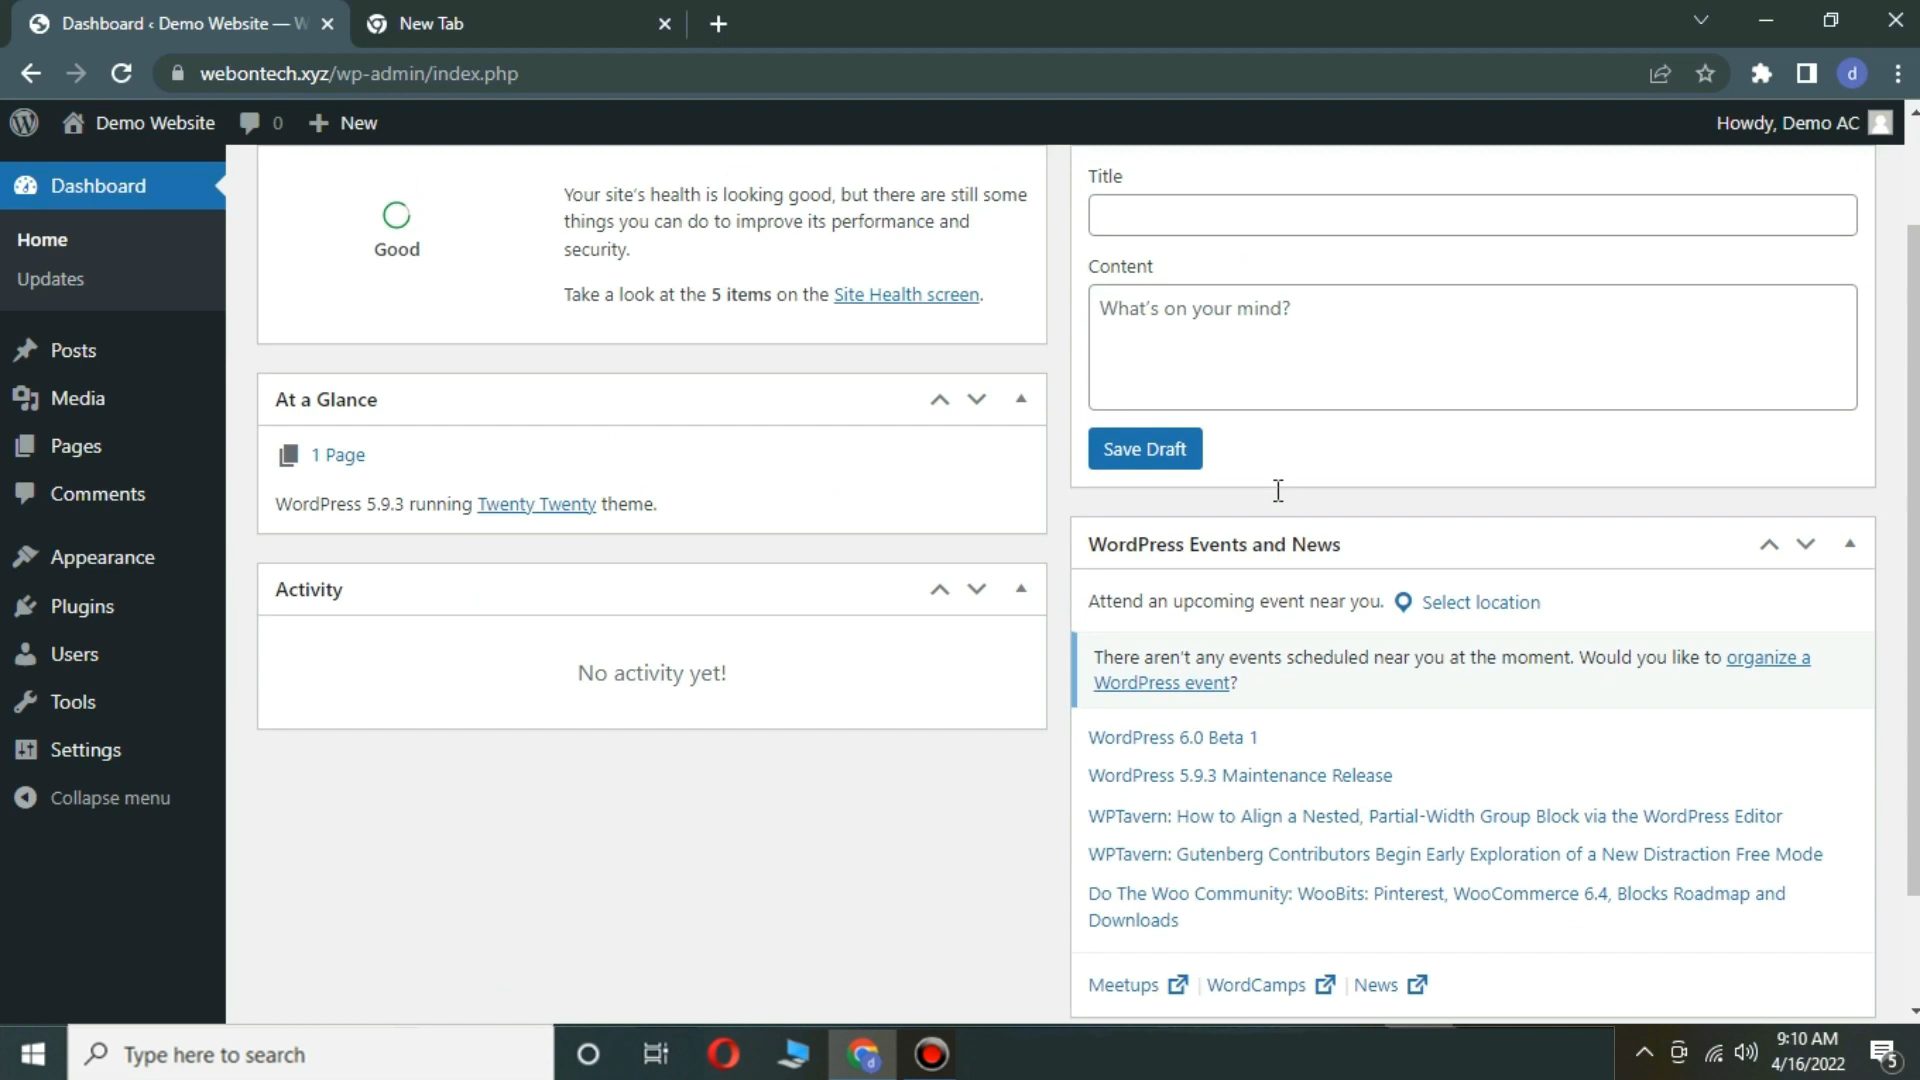 Dashboard ‹ Demo Website — W
New Tab
webontech.xyz/wp-admin/index.php
d
Demo Website
0
New
Howdy, Demo AC
Dashboard
Home
Updates
Posts
Media
Pages
Comments
Appearance
Plugins
Users
Tools
Settings
Collapse menu
Good
Your site's health is looking good, but there are still some
things you can do to improve its performance and
security.
Take a look at the 5 items on the Site Health screen.
At a Glance
1 Page
WordPress 5.9.3 running Twenty Twenty theme.
Activity
No activity yet!
Title
Content
What's on your mind?
Save Draft
WordPress Events and News
Attend an upcoming event near you. Select location
There aren't any events scheduled near you at the moment. Would you like to organize a
WordPress event?
WordPress 6.0 Beta 1
WordPress 5.9.3 Maintenance Release
WPTavern: How to Align a Nested, Partial-Width Group Block via the WordPress Editor
WPTavern: Gutenberg Contributors Begin Early Exploration of a New Distraction Free Mode
Do The Woo Community: WooBits: Pinterest, WooCommerce 6.4, Blocks Roadmap and
Downloads
Meetups | WordCamps | News
Type here to search
d
9:10 AM
4/16/2022
5